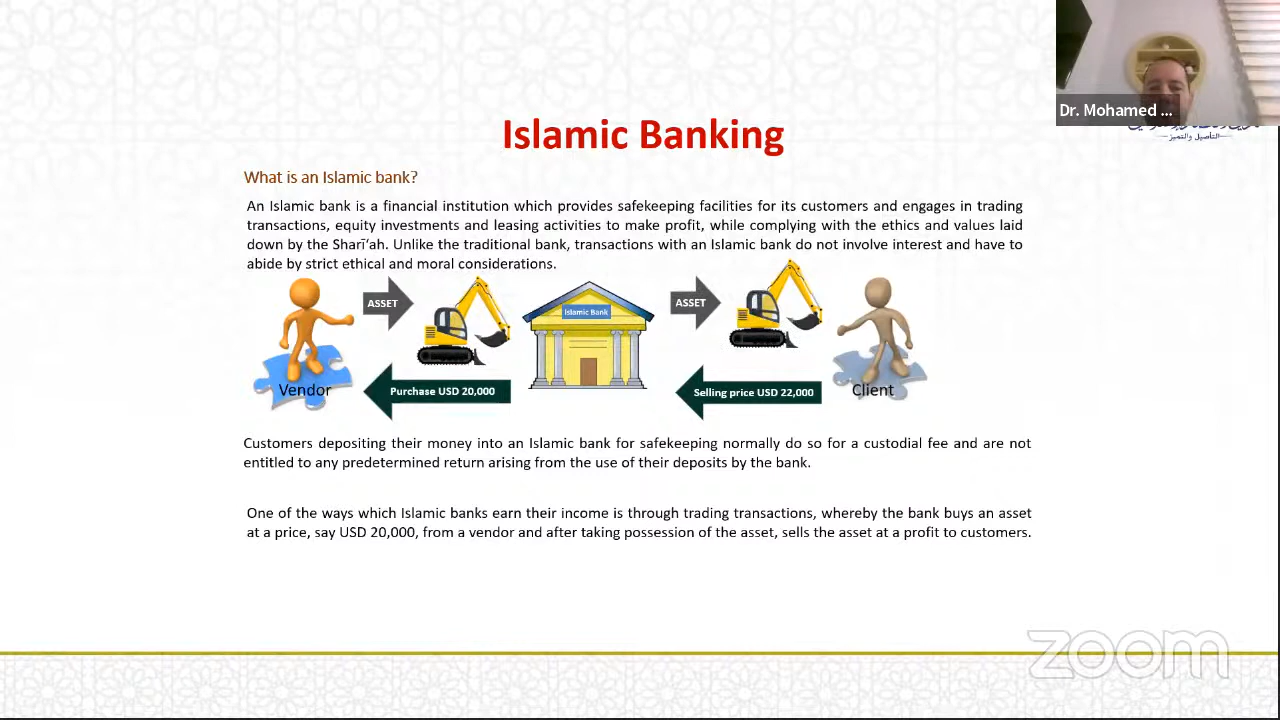 Dr. Mohamed ...
التأصيل والتميز
Islamic Banking
What is an Islamic bank?
An Islamic bank is a financial institution which provides safekeeping facilities for its customers and engages in trading
transactions, equity investments and leasing activities to make profit, while complying with the ethics and values laid
down by the Sharī‘ah. Unlike the traditional bank, transactions with an Islamic bank do not involve interest and have to
abide by strict ethical and moral considerations.
ASSET
Islamic Bank
ASSET
Vendor
Purchase USD 20,000
Selling price USD 22,000
Client
Customers depositing their money into an Islamic bank for safekeeping normally do so for a custodial fee and are not
entitled to any predetermined return arising from the use of their deposits by the bank.
One of the ways which Islamic banks earn their income is through trading transactions, whereby the bank buys an asset
at a price, say USD 20,000, from a vendor and after taking possession of the asset, sells the asset at a profit to customers.
zoom